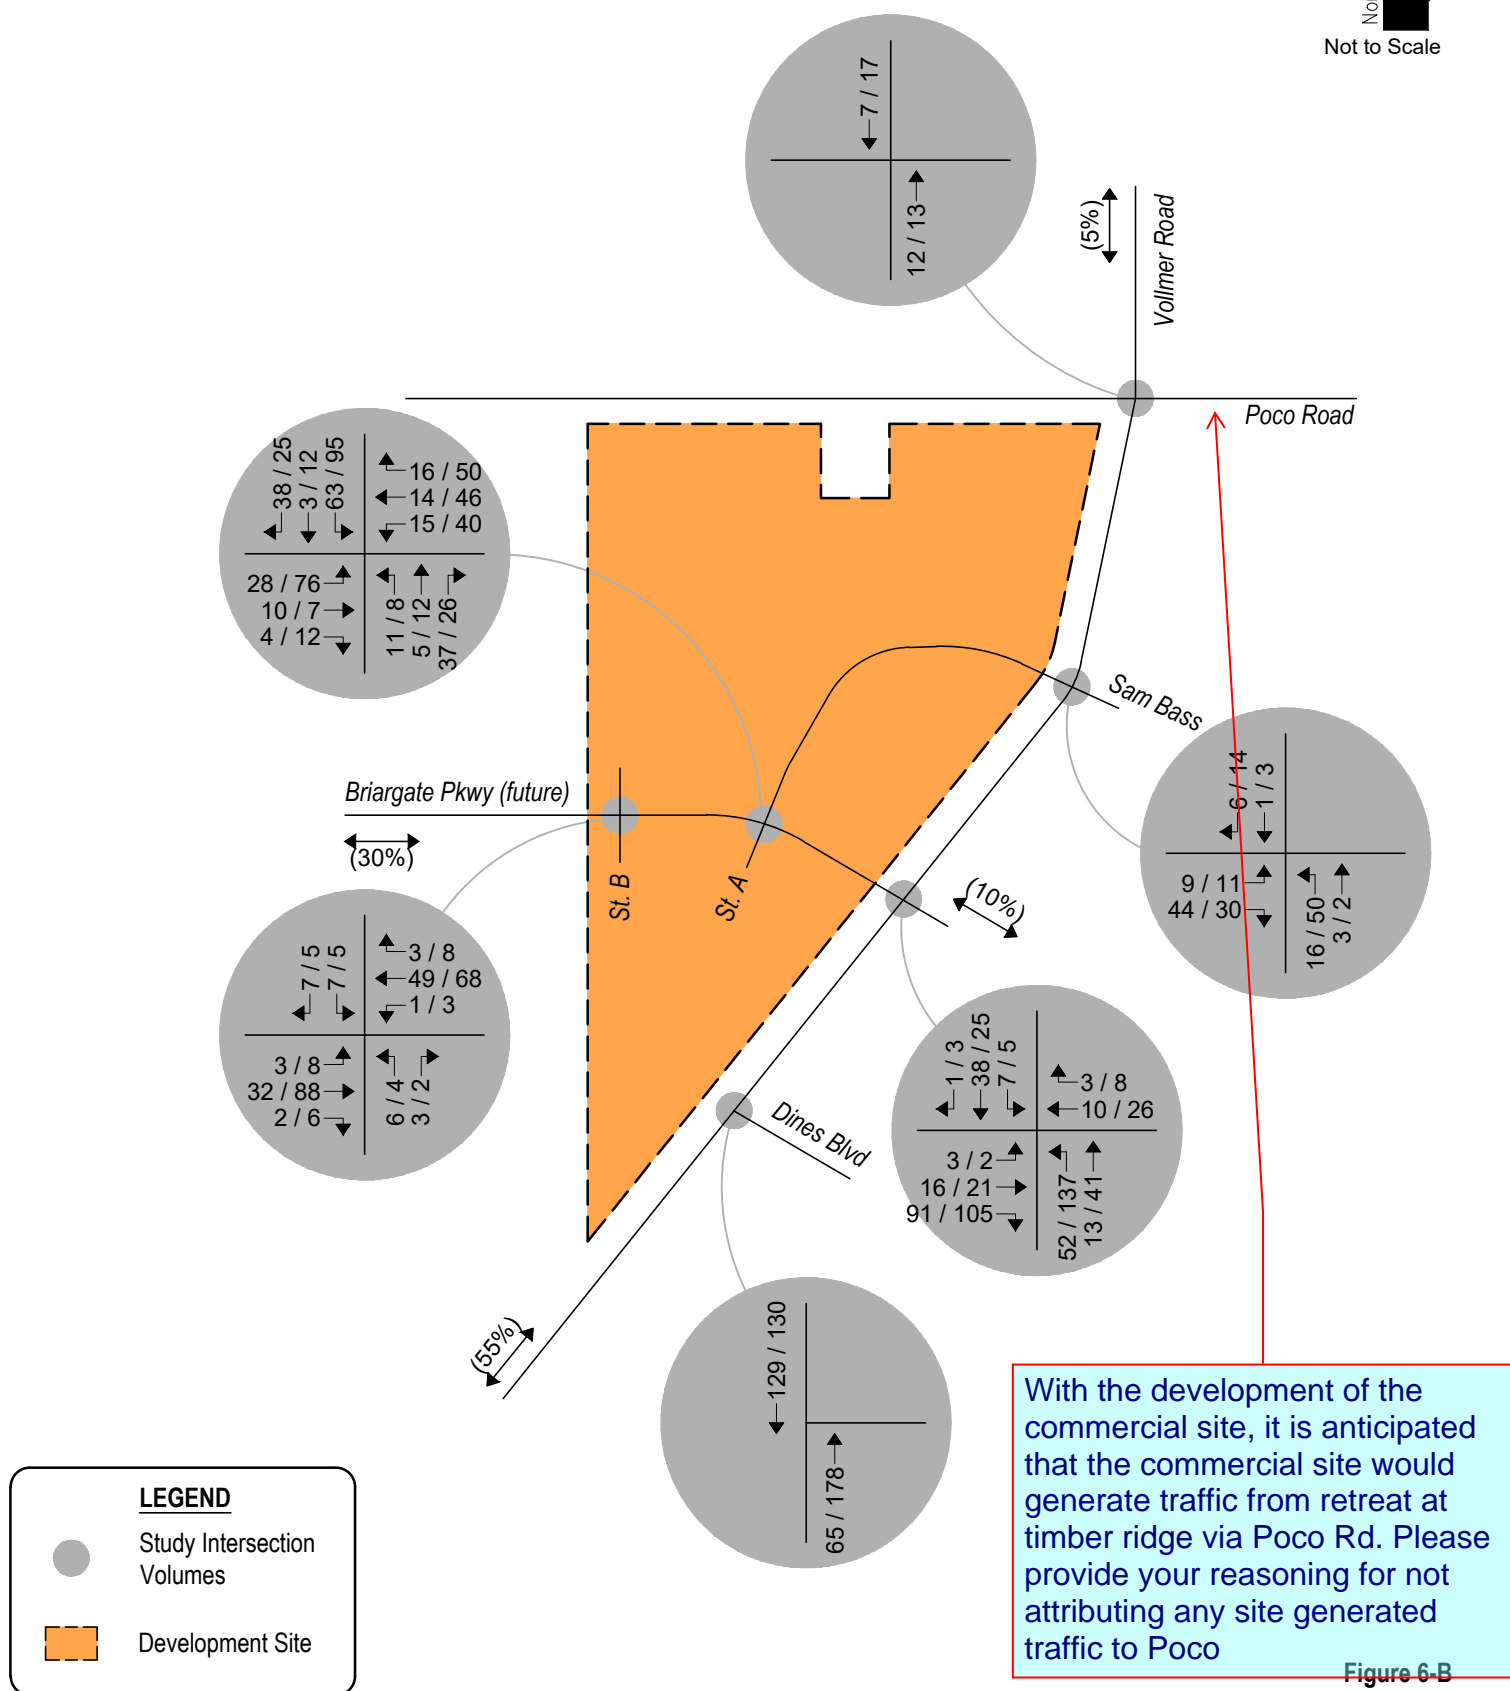 Not to Scale
7 / 17
12 / 13
(5%)
Vollmer Road
Poco Road
38 / 25
3 / 12
63 / 95
16 / 50
14 / 46
15 / 40
28 / 76
10 / 7
4 / 12
11 / 8
5 / 12
37 / 26
Sam Bass
6 / 14
1 / 3
9 / 11
44 / 30
16 / 50
3 / 2
Briargate Pkwy (future)
(30%)
St. B
St. A
(10%)
7 / 5
7 / 5
3 / 8
49 / 68
1 / 3
3 / 8
32 / 88
2 / 6
6 / 4
3 / 2
1 / 3
38 / 25
7 / 5
3 / 8
10 / 26
3 / 2
16 / 21
91 / 105
52 / 137
13 / 41
Dines Blvd
(55%)
129 / 130
65 / 178
LEGEND
Study Intersection
Volumes
Development Site
With the development of the
commercial site, it is anticipated
that the commercial site would
generate traffic from retreat at
timber ridge via Poco Rd. Please
provide your reasoning for not
attributing any site generated
traffic to Poco
Figure 6-B